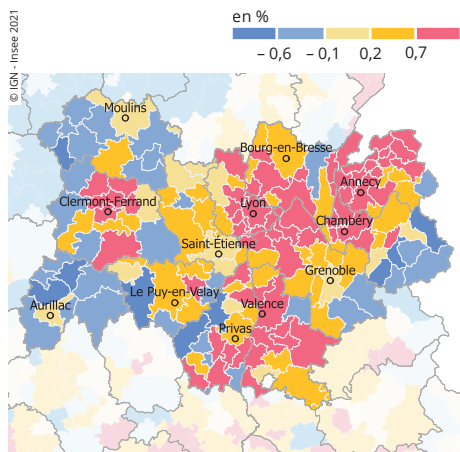 © IGN - Insee 2021
en %
– 0,6 – 0,1 0,2 0,7
Moulins
Bourg-en-Bresse
Annecy
Clermont-Ferrand
Lyon
Chambéry
Saint-Étienne
Grenoble
Le Puy-en-Velay
Aurillac
Valence
Privas